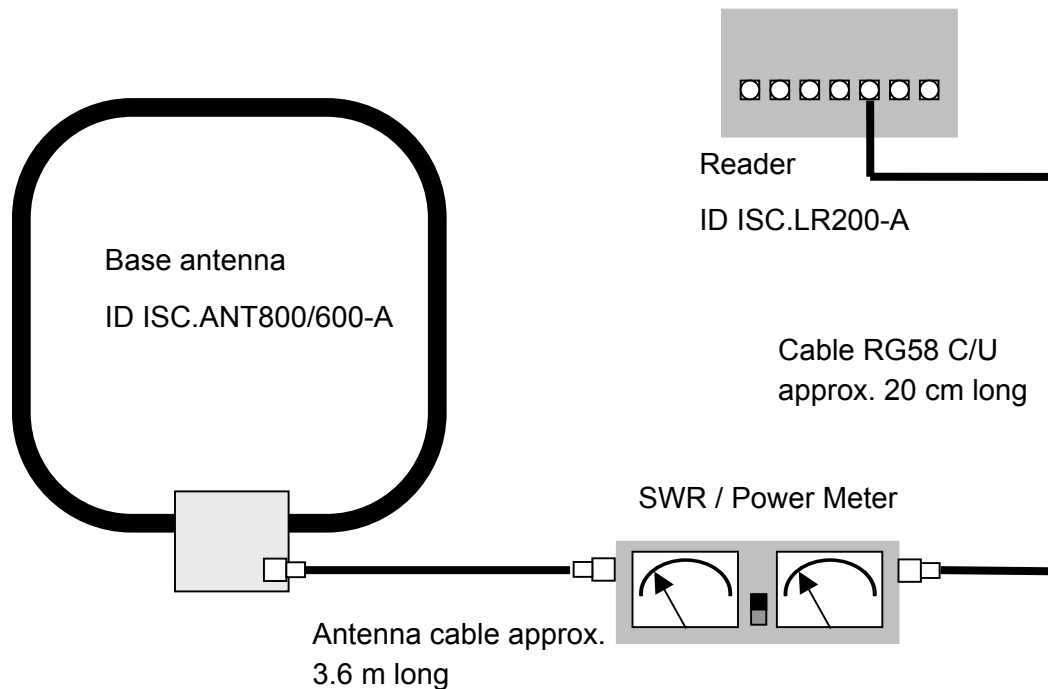 Reader
ID ISC.LR200-A
Base antenna
ID ISC.ANT800/600-A
Cable RG58 C/U
approx. 20 cm long
SWR / Power Meter
Antenna cable approx.
3.6 m long